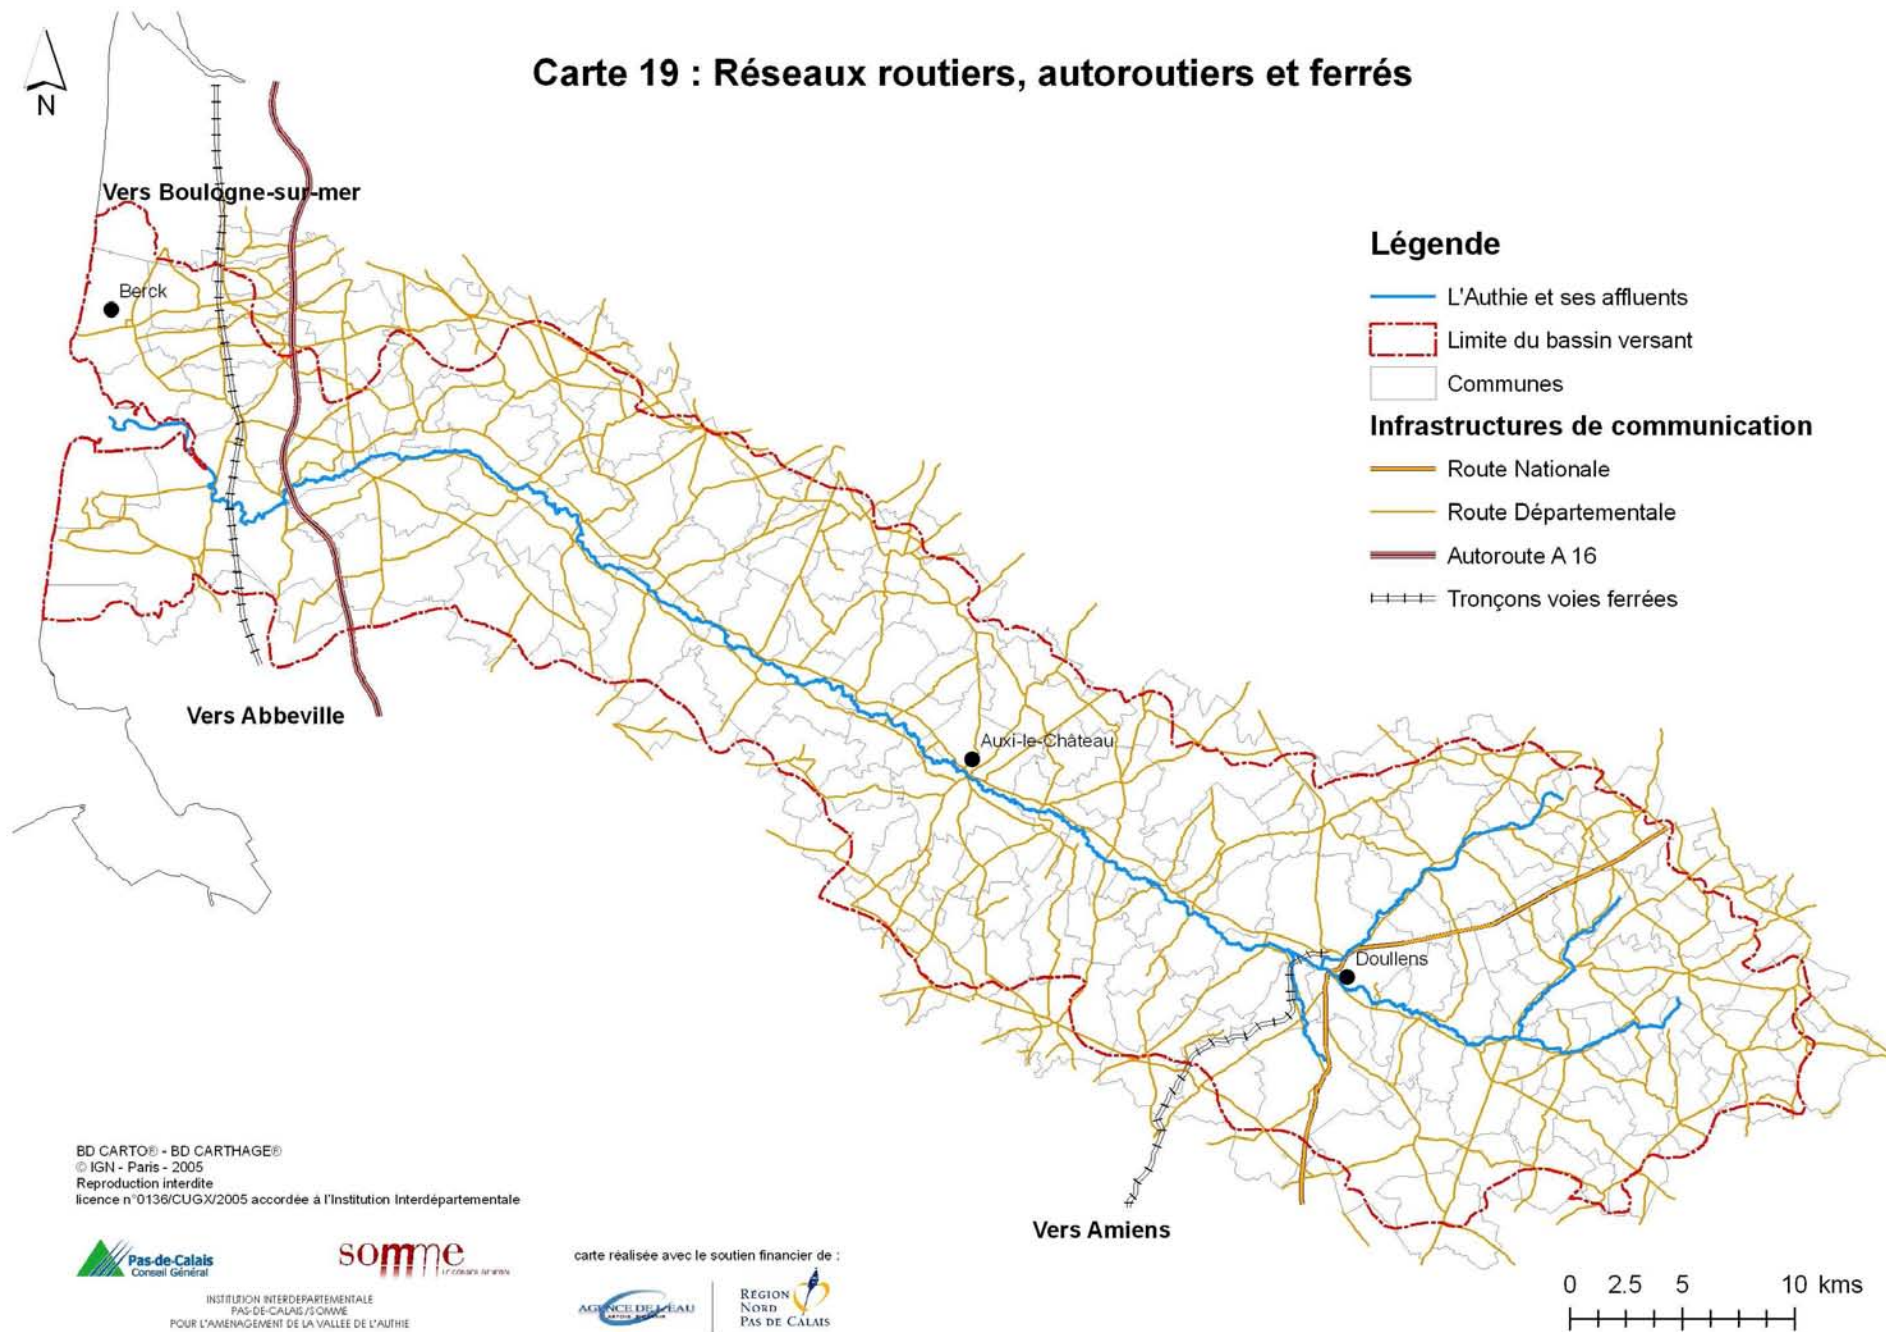 Carte 19 : Réseaux routiers, autoroutiers et ferrés
N
Vers Boulogne-sur-mer
Berck
Légende
L'Authie et ses affluents
Limite du bassin versant
Communes
Infrastructures de communication
Route Nationale
Route Départementale
Autoroute A 16
Tronçons voies ferrées
Vers Abbeville
Auxi-le-Château
Doullens
Vers Amiens
BD CARTO® - BD CARTHAGE®
© IGN - Paris - 2005
Reproduction interdite
licence n°0136/CUGX/2005 accordée à l'Institution Interdépartementale
Pas-de-Calais
Conseil Général
somme
INSTITUTION INTERDEPARTEMENTALE
PAS-DE-CALAIS/SOMME
POUR L'AMENAGEMENT DE LA VALLEE DE L'AUTHIE
carte réalisée avec le soutien financier de :
AGENCE DE L'EAU
RÉGION
NORD
PAS DE CALAIS
0 2.5 5 10 kms